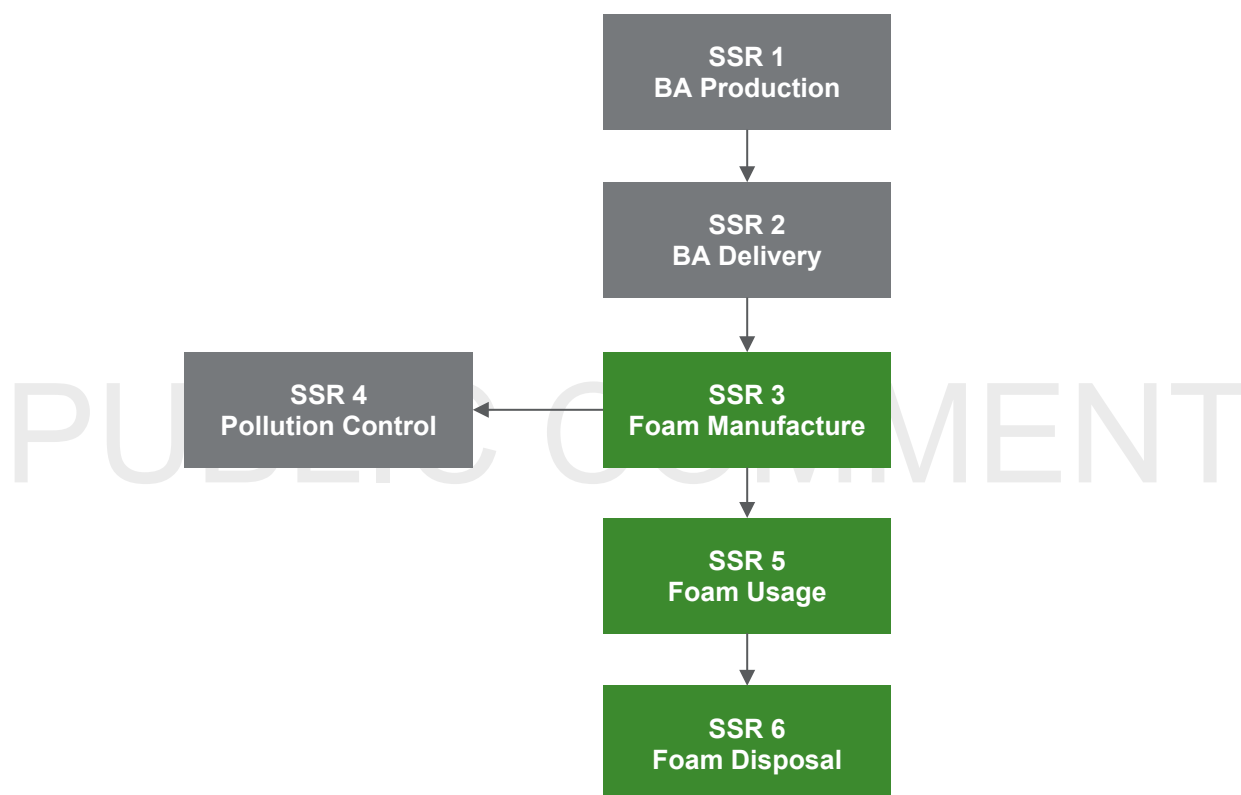 SSR 1
BA Production
SSR 2
BA Delivery
SSR 4
Pollution Control
SSR 3
Foam Manufacture
PUBLIC COMMENT
SSR 5
Foam Usage
SSR 6
Foam Disposal